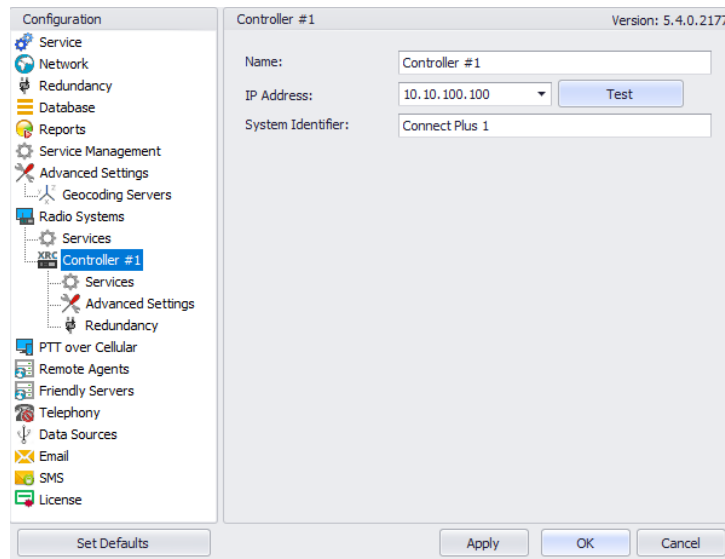 Configuration
Service
Network
Redundancy
Database
Reports
Service Management
Advanced Settings
Geocoding Servers
Radio Systems
Services
XRC Controller #1
Services
Advanced Settings
Redundancy
PTT over Cellular
Remote Agents
Friendly Servers
Telephony
Data Sources
Email
SMS
License
Set Defaults
Controller #1 Version: 5.4.0.2177
Name: Controller #1
IP Address: 10.10.100.100 Test
System Identifier: Connect Plus 1
Apply OK Cancel